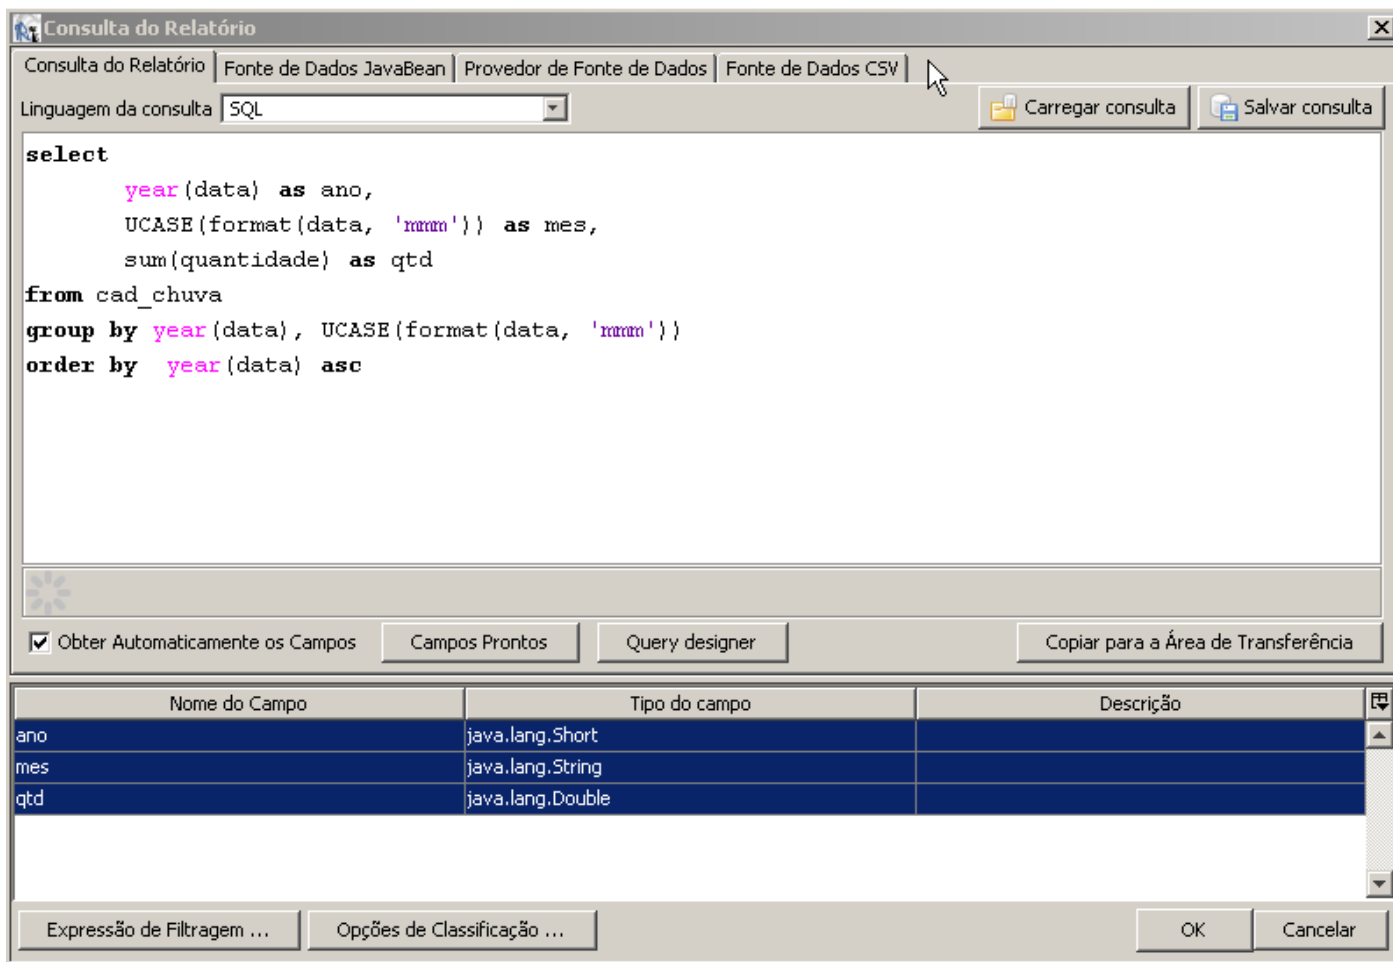 Consulta do Relatório
Consulta do Relatório Fonte de Dados JavaBean Provedor de Fonte de Dados Fonte de Dados CSV
Linguagem da consulta SQL Carregar consulta Salvar consulta
select
year(data) as ano,
UCASE(format(data, 'mmm')) as mes,
sum(quantidade) as qtd
from cad_chuva
group by year(data), UCASE(format(data, 'mmm'))
order by year(data) asc
Obter Automaticamente os Campos Campos Prontos Query designer Copiar para a Área de Transferência
Nome do Campo Tipo do campo Descrição
ano java.lang.Short
mes java.lang.String
qtd java.lang.Double
Expressão de Filtragem ... Opções de Classificação ... OK Cancelar